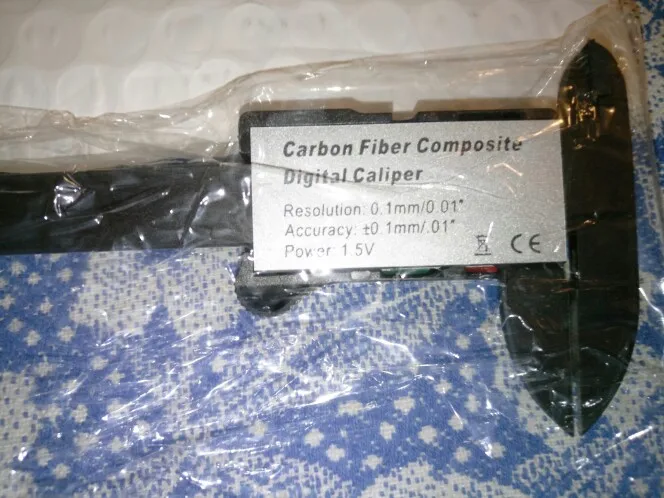 Carbon Fiber Composite
Digital Caliper
Resolution: 0.1mm/0.01"
Accuracy: ±0.1mm/.01"
Power: 1.5V
CE